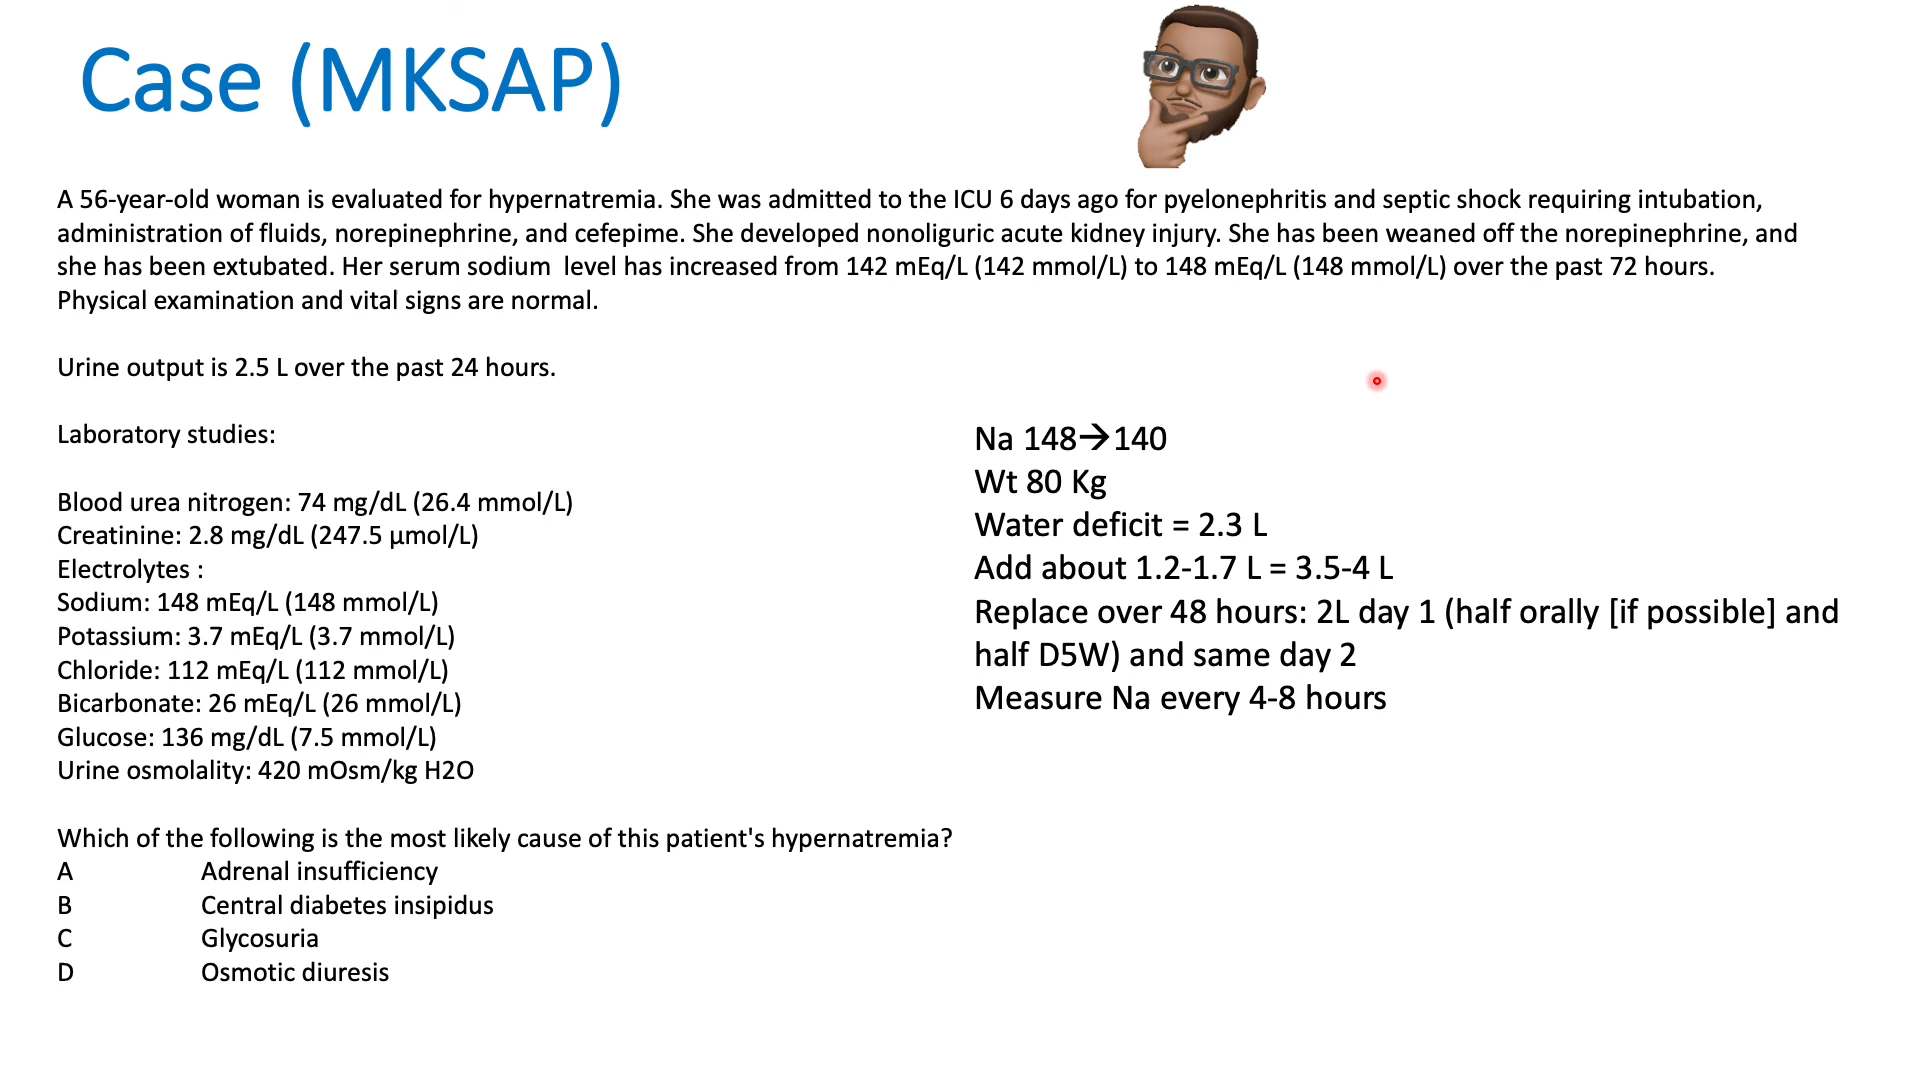 Case (MKSAP)
A 56-year-old woman is evaluated for hypernatremia. She was admitted to the ICU 6 days ago for pyelonephritis and septic shock requiring intubation,
administration of fluids, norepinephrine, and cefepime. She developed nonoliguric acute kidney injury. She has been weaned off the norepinephrine, and
she has been extubated. Her serum sodium  level has increased from 142 mEq/L (142 mmol/L) to 148 mEq/L (148 mmol/L) over the past 72 hours.
Physical examination and vital signs are normal.
Urine output is 2.5 L over the past 24 hours.
Laboratory studies:
Blood urea nitrogen: 74 mg/dL (26.4 mmol/L)
Creatinine: 2.8 mg/dL (247.5 µmol/L)
Electrolytes :
Sodium: 148 mEq/L (148 mmol/L)
Potassium: 3.7 mEq/L (3.7 mmol/L)
Chloride: 112 mEq/L (112 mmol/L)
Bicarbonate: 26 mEq/L (26 mmol/L)
Glucose: 136 mg/dL (7.5 mmol/L)
Urine osmolality: 420 mOsm/kg H2O
Which of the following is the most likely cause of this patient's hypernatremia?
A Adrenal insufficiency
B Central diabetes insipidus
C Glycosuria
D Osmotic diuresis
Na 148→140
Wt 80 Kg
Water deficit = 2.3 L
Add about 1.2-1.7 L = 3.5-4 L
Replace over 48 hours: 2L day 1 (half orally [if possible] and
half D5W) and same day 2
Measure Na every 4-8 hours